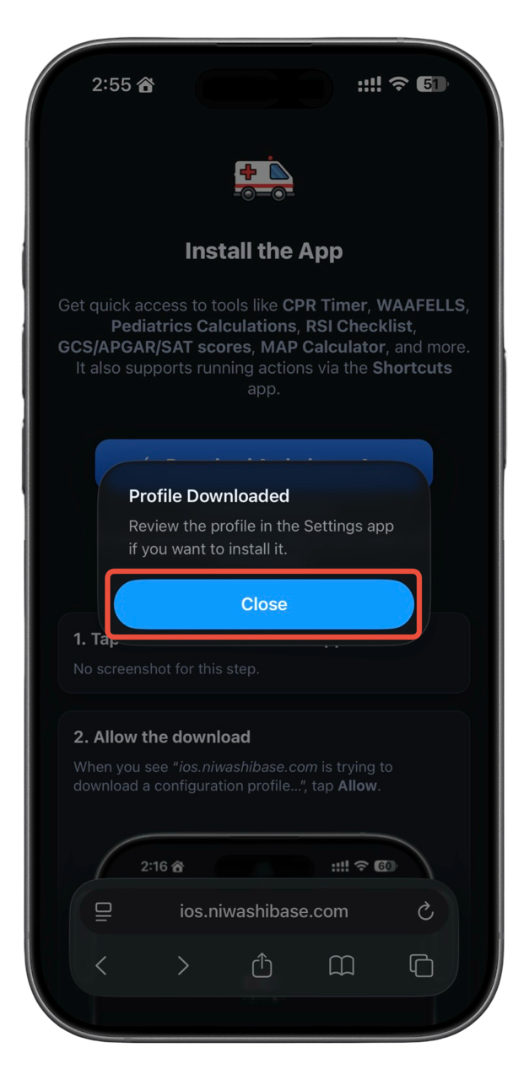 2:55
51
Install the App
Get quick access to tools like CPR Timer, WAAFELLS,
Pediatrics Calculations, RSI Checklist,
GCS/APGAR/SAT scores, MAP Calculator, and more.
It also supports running actions via the Shortcuts
app.
Profile Downloaded
Review the profile in the Settings app
if you want to install it.
Close
1. Tap
No screenshot for this step.
2. Allow the download
When you see "ios.niwashibase.com is trying to
download a configuration profile...", tap Allow.
2:16
60
ios.niwashibase.com